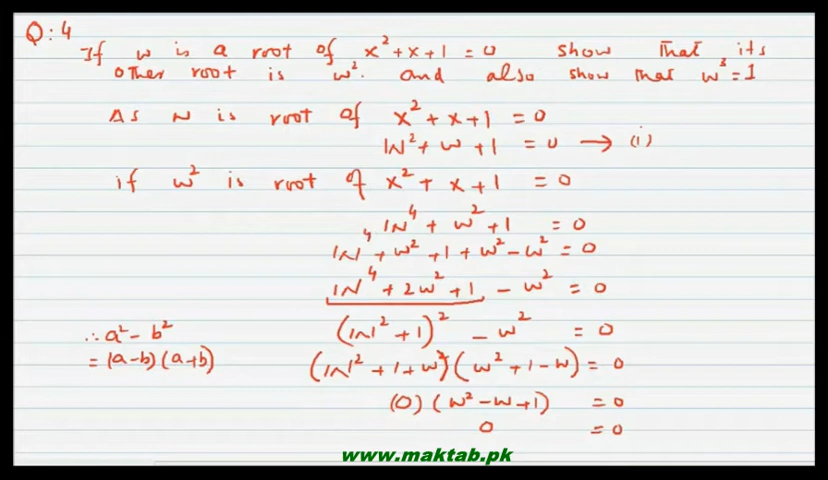 Q:4
If w is a root of x²+x+1=0 show that its
other root is w². and also show that w³=1
As w is root of x²+x+1=0
w²+w+1=0 → (i)
if w² is root of x²+x+1=0
w⁴+w²+1=0
w⁴+w²+1+w²-w²=0
w⁴+2w²+1-w²=0
(w²+1)²-w²=0
∴a²-b²
=(a-b)(a+b)
(w²+1+w)(w²+1-w)=0
(0)(w²-w+1)=0
0=0
www.maktab.pk